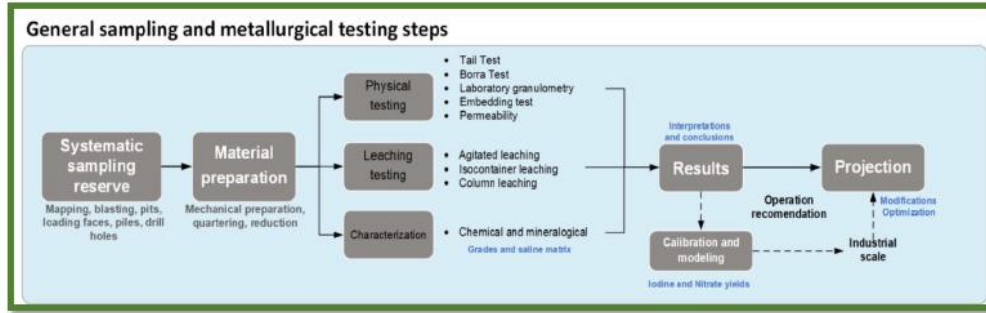 General sampling and metallurgical testing steps
Systematic
sampling
reserve
Mapping, blasting, pits,
loading faces, piles, drill
holes
Material
preparation
Mechanical preparation,
quartering, reduction
Physical
testing
• Tail Test
• Borra Test
• Laboratory granulometry
• Embedding test
• Permeability
Leaching
testing
• Agitated leaching
• Isocontainer leaching
• Column leaching
Characterization
• Chemical and mineralogical
Grades and saline matrix
Interpretations
and conclusions
Results
Operation
recomendation
Projection
Modifications
Optimization
Calibration and
modeling
Iodine and Nitrate yields
Industrial
scale